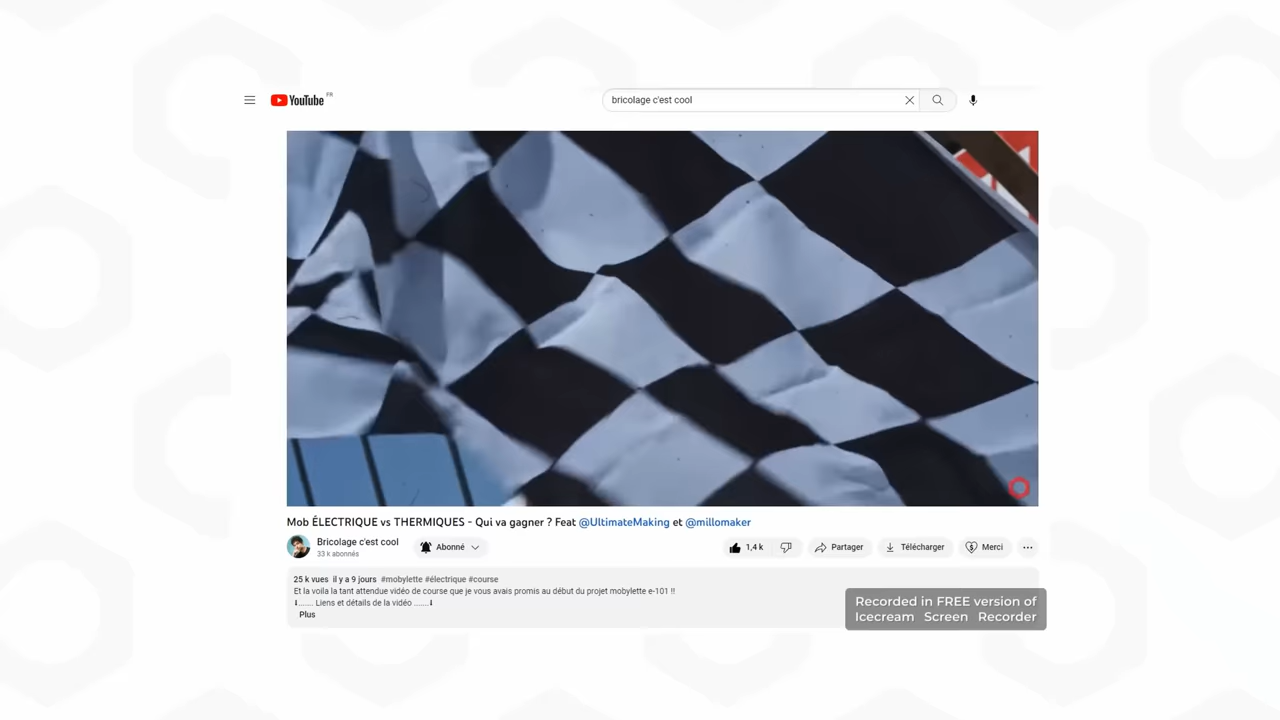 YouTube FR
bricolage c'est cool
Mob ÉLECTRIQUE vs THERMIQUES - Qui va gagner ? Feat @UltimateMaking et @millomaker
Bricolage c'est cool
33 k abonnés
Abonné
1,4 k
Partager
Télécharger
Merci
25 k vues il y a 9 jours #mobylette #électrique #course
Et la voila la tant attendue vidéo de course que je vous avais promis au début du projet mobylette e-101 !!
⬇....... Liens et détails de la vidéo .......⬇
Plus
Recorded in FREE version of
Icecream Screen Recorder